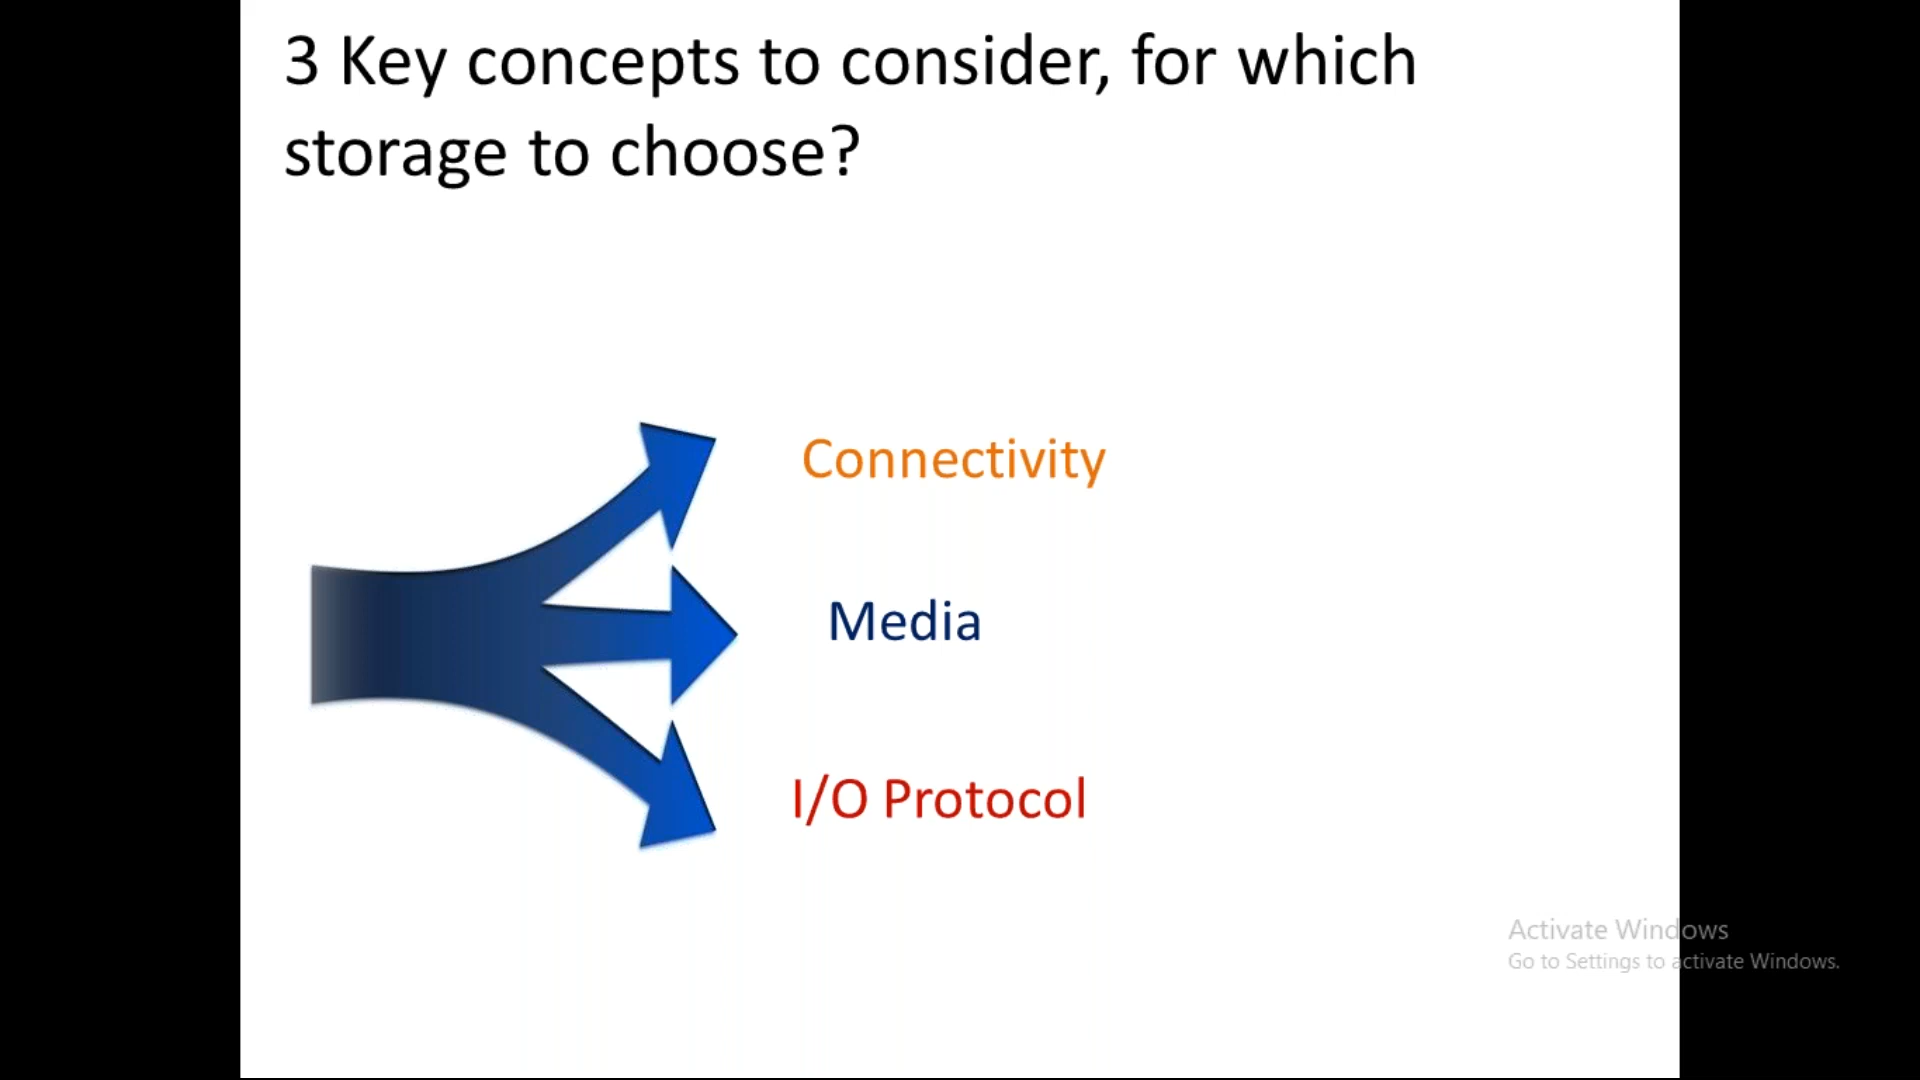 3 Key concepts to consider, for which
storage to choose?
Connectivity
Media
I/O Protocol
Activate Windows
Go to Settings to activate Windows.